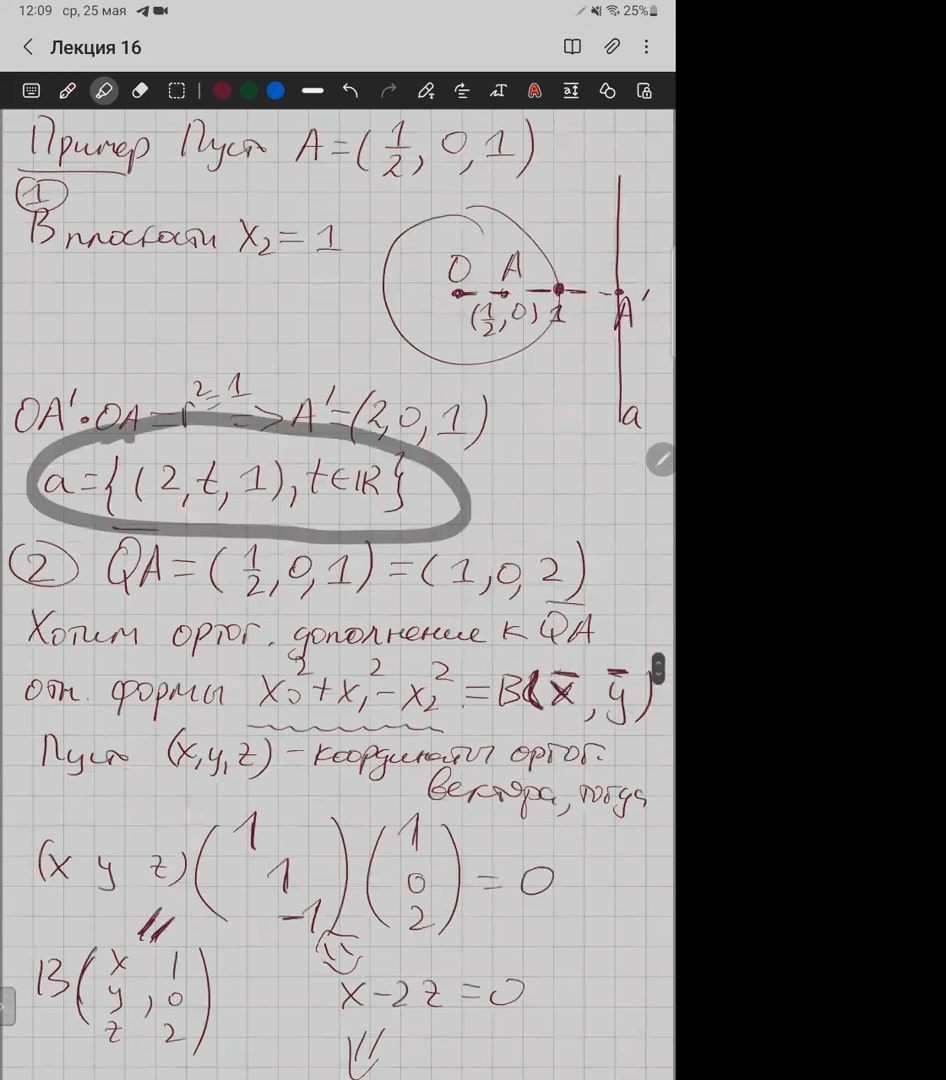 12:09 ср, 25 мая 25%
Лекция 16
Пример Пусть A=(1/2, 0, 1)
1
В плоскости x₂ = 1
O A
(1/2, 0) 1 A'
OA'·OA = r² = 1 => A' = (2, 0, 1)
a
a = {(2, t, 1), t∈ℝ}
2 QA = (1/2, 0, 1) = (1, 0, 2)
Хотим ортог. дополнение к QA
отн. формы x₀² + x₁² - x₂² = B(x̄, ȳ)
Пусть (x, y, z) – координаты ортог.
вектора, тогда
(x y z) (1 1 -1) (1 0 2) = 0
B (x y z , 1 0 2)
x - 2z = 0